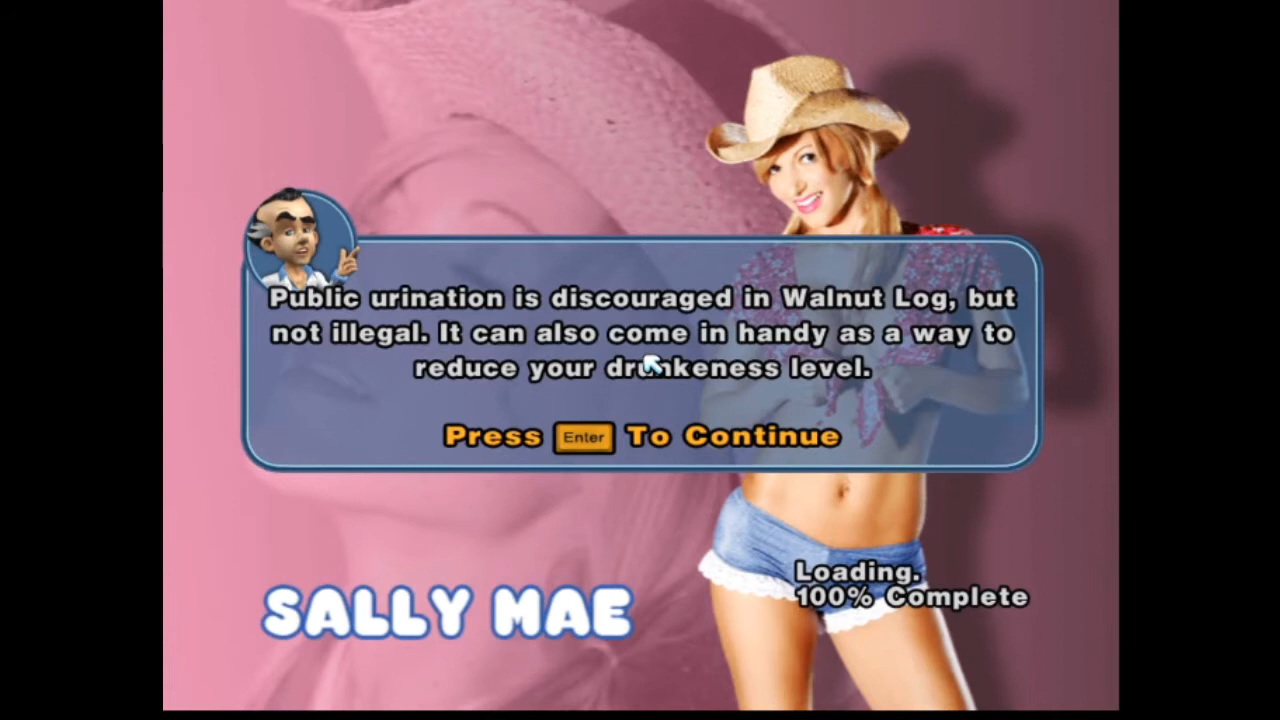 Public urination is discouraged in Walnut Log, but
not illegal. It can also come in handy as a way to
reduce your drunkeness level.
Press Enter To Continue
Loading.
100% Complete
SALLY MAE